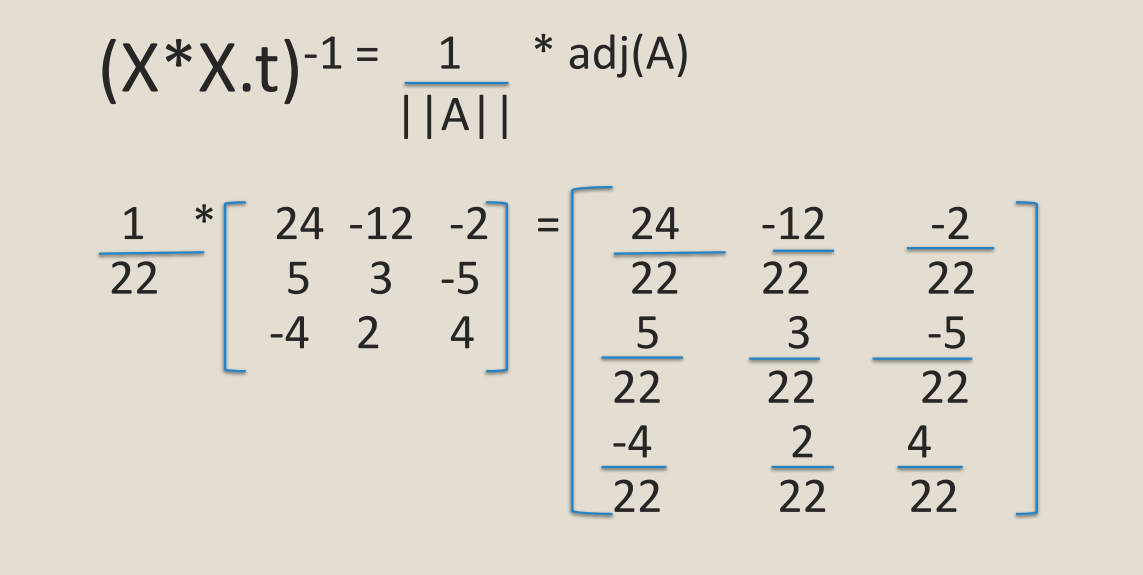 (X*X.t)-1 = 1 * adj(A)
||A||
1 * 24 -12 -2 = 24 -12 -2
22 5 3 -5 22 22 22
-4 2 4 5 3 -5
22 22 22
-4 2 4
22 22 22